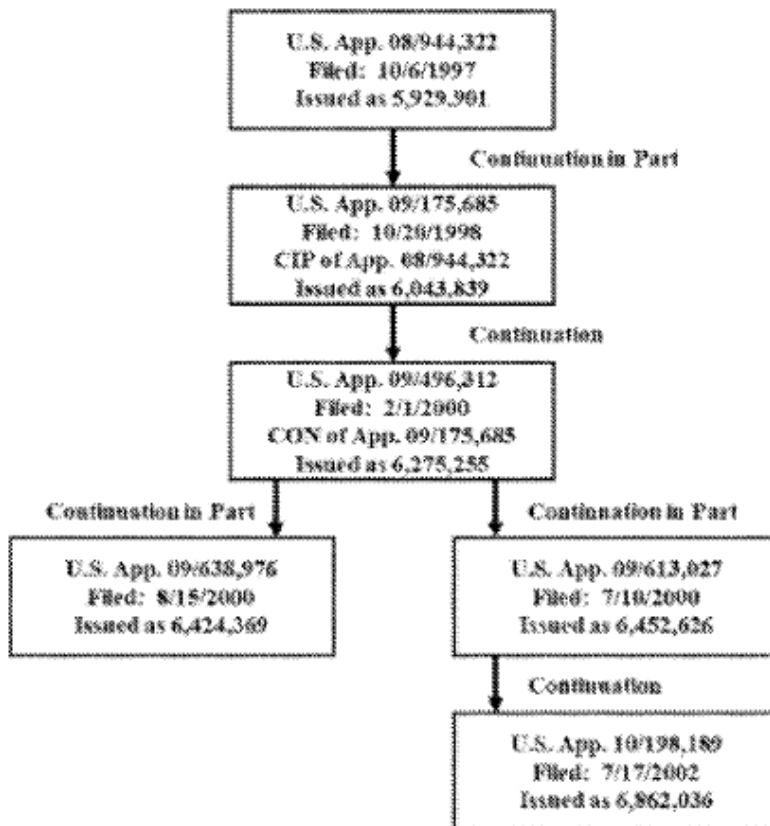 U.S. App. 08/944,322
Filed: 10/6/1997
Issued as 5,929,901
Continuation in Part
U.S. App. 09/175,685
Filed: 10/20/1998
CIP of App. 08/944,322
Issued as 6,043,839
Continuation
U.S. App. 09/496,312
Filed: 2/1/2000
CON of App. 09/175,685
Issued as 6,275,255
Continuation in Part
Continuation in Part
U.S. App. 09/638,976
Filed: 8/15/2000
Issued as 6,424,369
U.S. App. 09/613,027
Filed: 7/10/2000
Issued as 6,452,626
Continuation
U.S. App. 10/198,189
Filed: 7/17/2002
Issued as 6,862,036